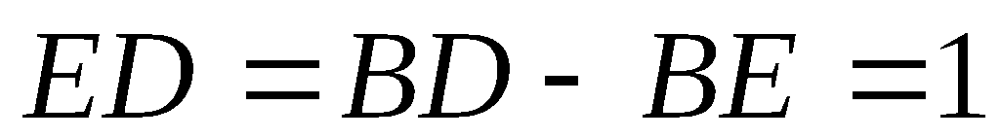 ED = BD - BE = 1